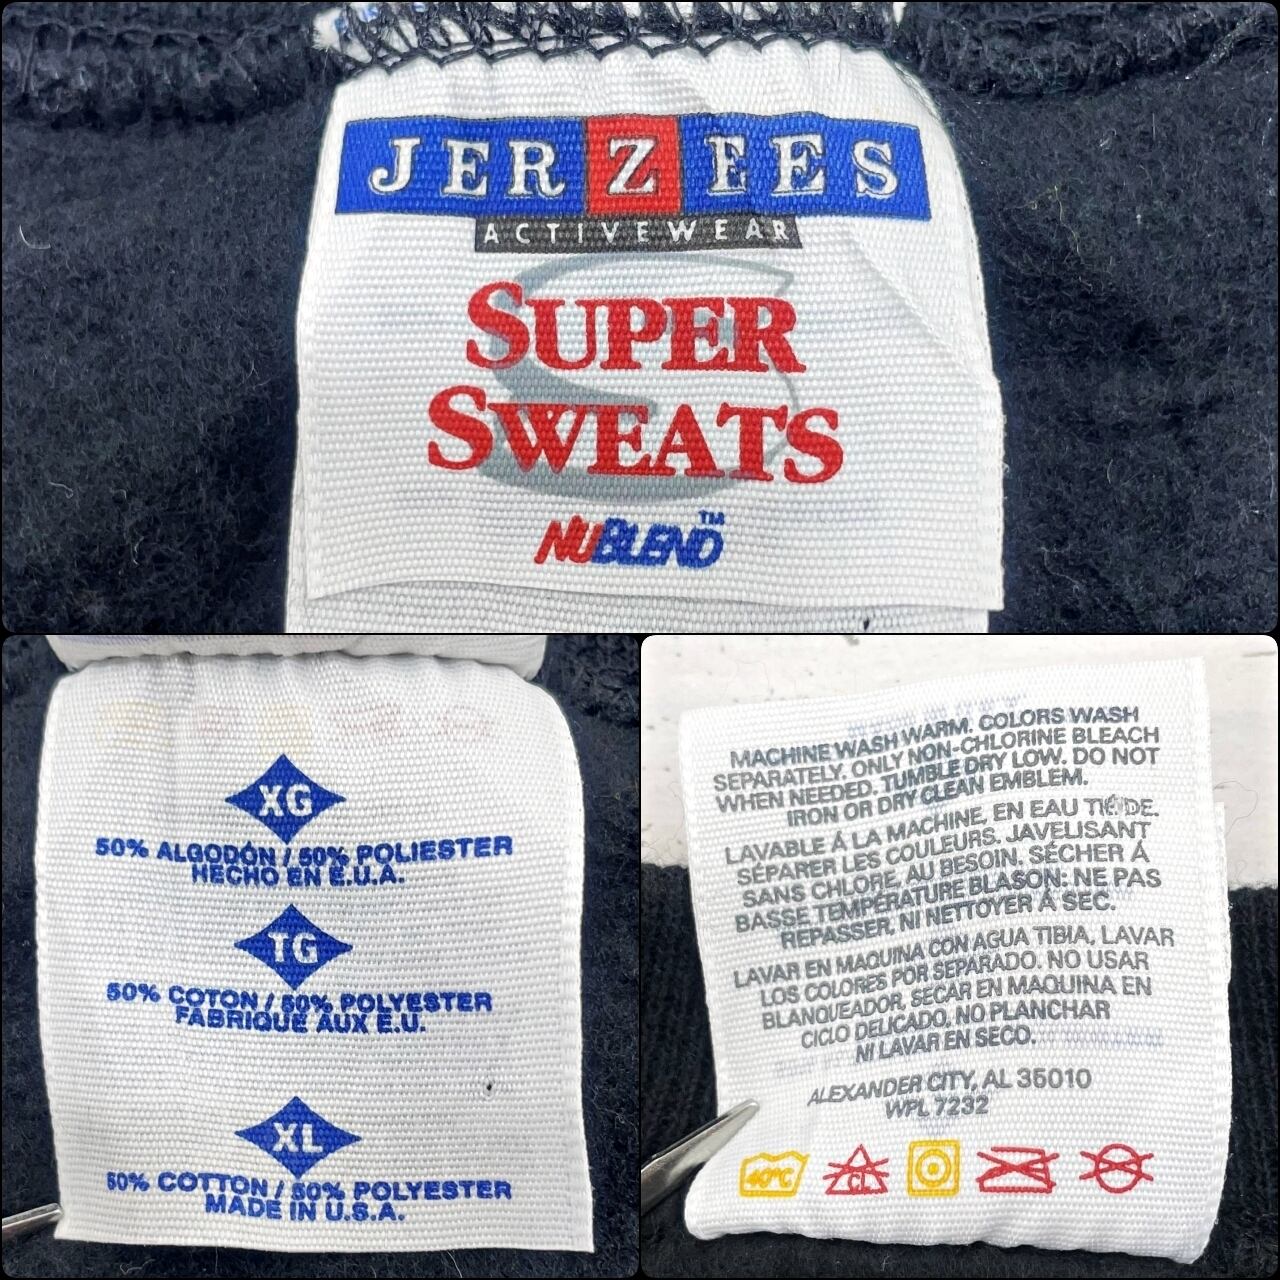 JERZEES
ACTIVEWEAR
SUPER
SWEATS
NUBLEND™
XG
50% ALGODÓN / 50% POLIESTER
HECHO EN E.U.A.
TG
50% COTON / 50% POLYESTER
FABRIQUE AUX E.U.
XL
50% COTTON / 50% POLYESTER
MADE IN U.S.A.
MACHINE WASH WARM. COLORS WASH
SEPARATELY. ONLY NON-CHLORINE BLEACH
WHEN NEEDED. TUMBLE DRY LOW. DO NOT
IRON OR DRY CLEAN EMBLEM.
LAVABLE Á LA MACHINE, EN EAU TIÉDE.
SÉPARER LES COULEURS. JAVELISANT
SANS CHLORE, AU BESOIN. SÉCHER Á
BASSE TEMPÉRATURE BLASON: NE PAS
REPASSER, NI NETTOYER Á SEC.
LAVAR EN MAQUINA CON AGUA TIBIA, LAVAR
LOS COLORES POR SEPARADO. NO USAR
BLANQUEADOR, SECAR EN MAQUINA EN
CICLO DELICADO, NO PLANCHAR
NI LAVAR EN SECO.
ALEXANDER CITY, AL 35010
WPL 7232
40°C
CL